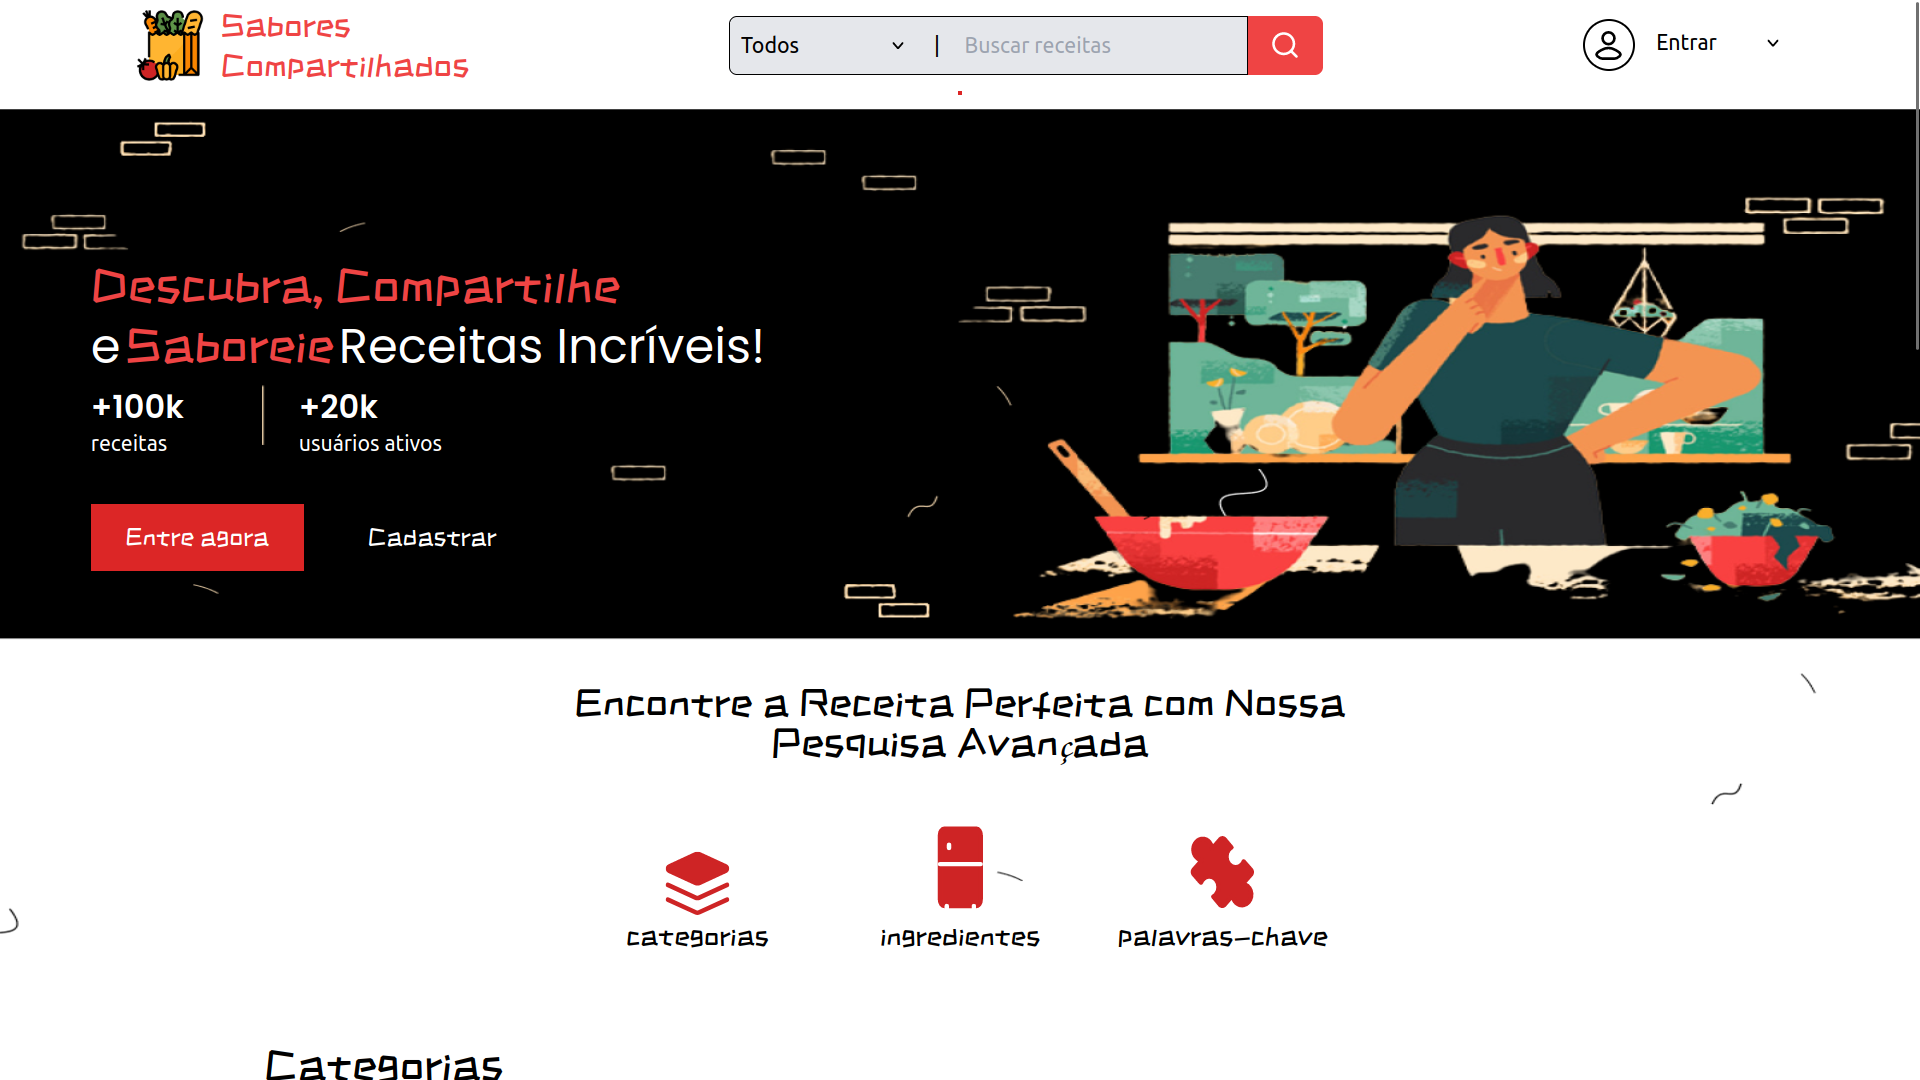 Sabores
Compartilhados
Todos | Buscar receitas
Entrar
Descubra, Compartilhe
e Saboreie Receitas Incríveis!
+100k
receitas
+20k
usuários ativos
Entre agora
Cadastrar
Encontre a Receita Perfeita com Nossa
Pesquisa Avançada
categorias
ingredientes
palavras-chave
Categorias